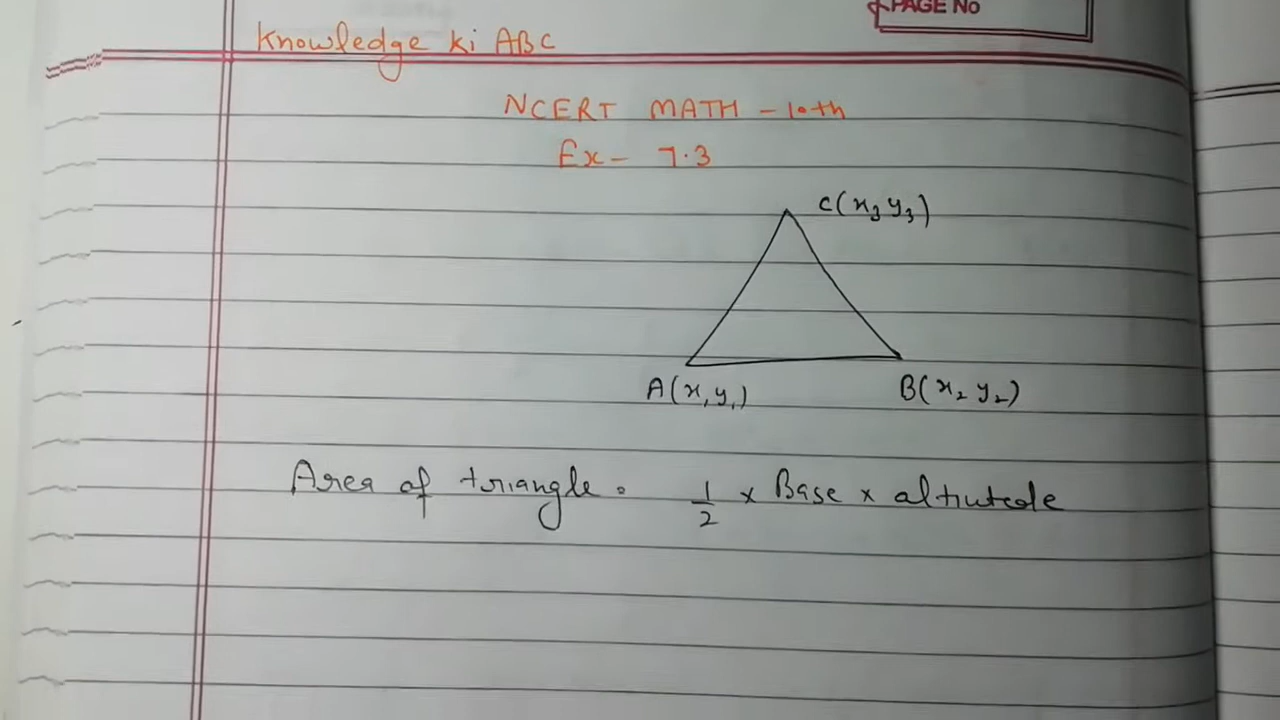 PAGE No
Knowledge ki ABC
NCERT MATH - 10th
Ex - 7.3
C(x₃ y₃)
A(x₁ y₁)
B(x₂ y₂)
Area of triangle = 1/2 × Base × altiutude